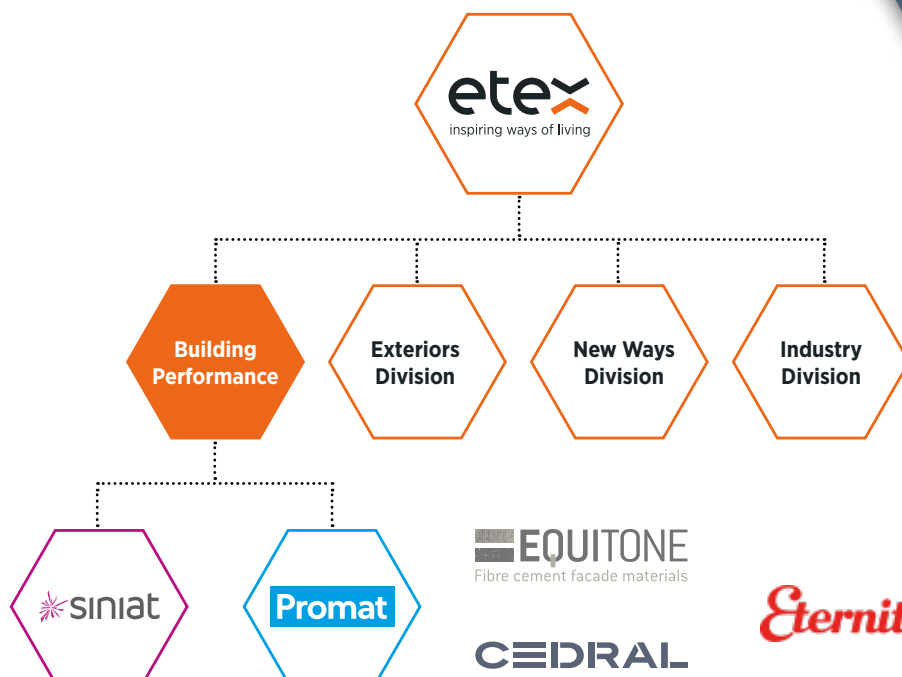 etex
inspiring ways of living
Building
Performance
Exteriors
Division
New Ways
Division
Industry
Division
siniat
Promat
EQUITONE
Fibre cement facade materials
CEDRAL
Eternit